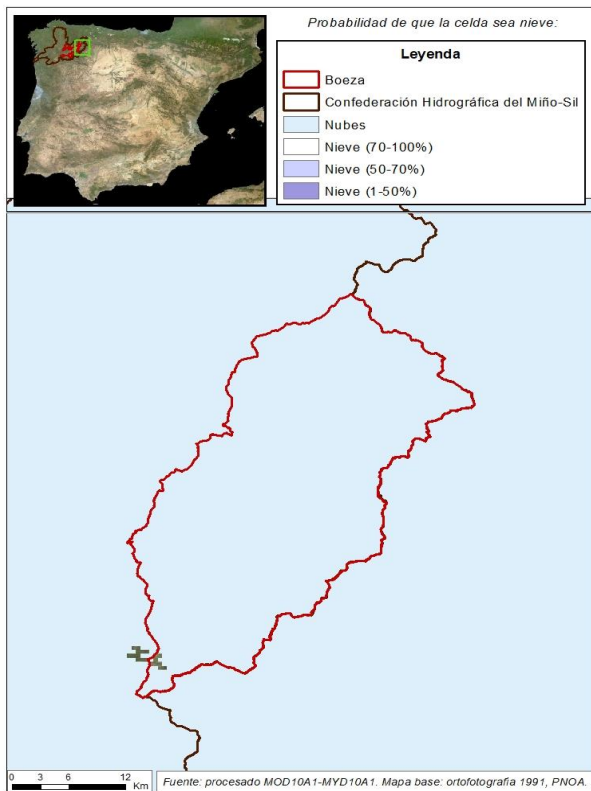 Probabilidad de que la celda sea nieve:
Leyenda
Boeza
Confederación Hidrográfica del Miño-Sil
Nubes
Nieve (70-100%)
Nieve (50-70%)
Nieve (1-50%)
0 3 6 12
Km
Fuente: procesado MOD10A1-MYD10A1. Mapa base: ortofotografía 1991, PNOA.